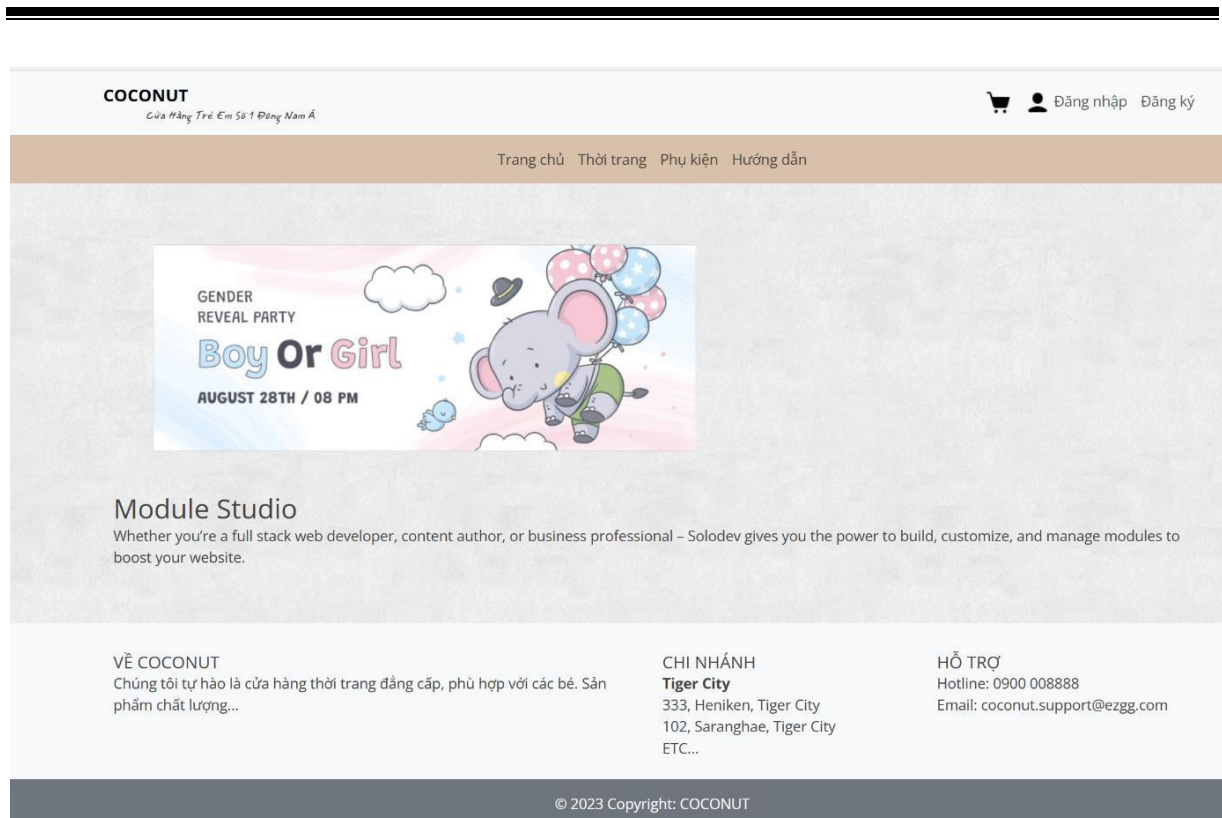 COCONUT
Cửa Hàng Trẻ Em Số 1 Đông Nam Á
Đăng nhập Đăng ký
Trang chủ Thời trang Phụ kiện Hướng dẫn
GENDER
REVEAL PARTY
Boy Or Girl
AUGUST 28TH / 08 PM
Module Studio
Whether you're a full stack web developer, content author, or business professional – Solodev gives you the power to build, customize, and manage modules to
boost your website.
VỀ COCONUT
Chúng tôi tự hào là cửa hàng thời trang đẳng cấp, phù hợp với các bé. Sản
phẩm chất lượng...
CHI NHÁNH
Tiger City
333, Heniken, Tiger City
102, Saranghae, Tiger City
ETC...
HỖ TRỢ
Hotline: 0900 008888
Email: coconut.support@ezgg.com
© 2023 Copyright: COCONUT